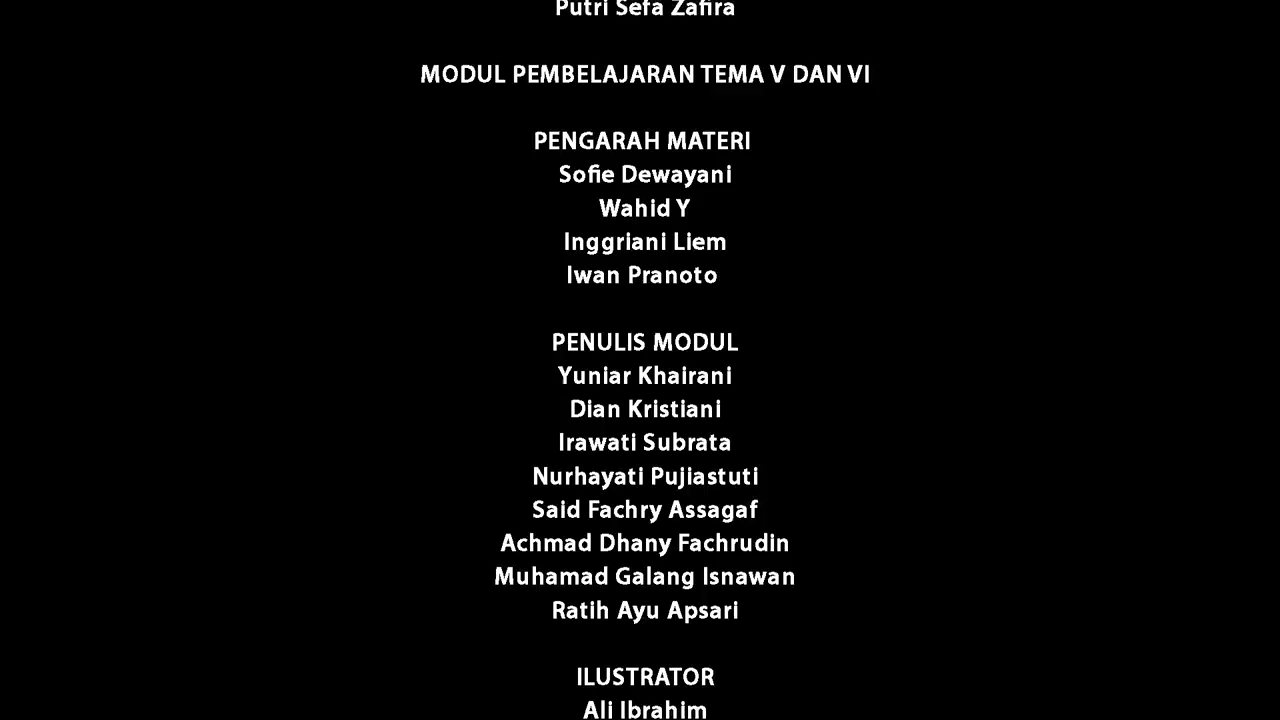 Putri Sefa Zafira
MODUL PEMBELAJARAN TEMA V DAN VI
PENGARAH MATERI
Sofie Dewayani
Wahid Y
Inggriani Liem
Iwan Pranoto
PENULIS MODUL
Yuniar Khairani
Dian Kristiani
Irawati Subrata
Nurhayati Pujiastuti
Said Fachry Assagaf
Achmad Dhany Fachrudin
Muhamad Galang Isnawan
Ratih Ayu Apsari
ILUSTRATOR
Ali Ibrahim